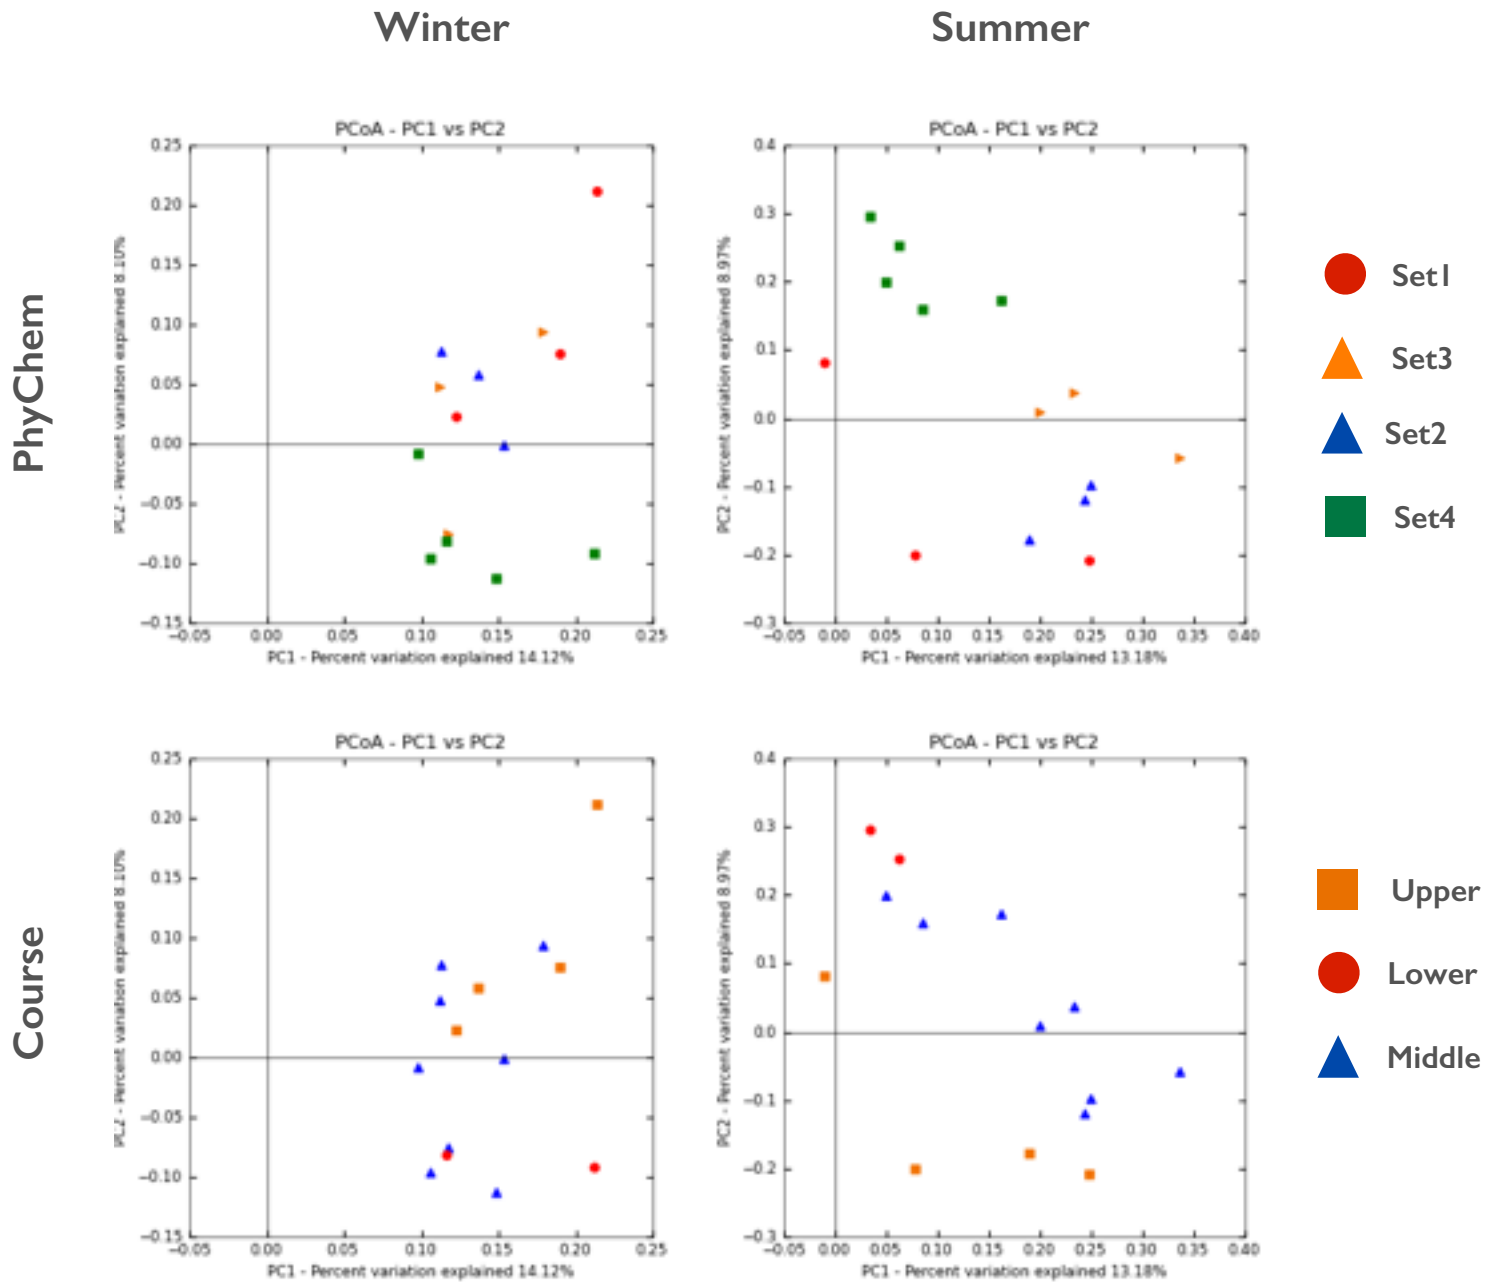 Winter
Summer
PhyChem
PCoA - PC1 vs PC2
PC2 - Percent variation explained 8.10%
0.25
0.20
0.15
0.10
0.05
0.00
−0.05
−0.10
−0.15
−0.05 0.00 0.05 0.10 0.15 0.20 0.25
PC1 - Percent variation explained 14.12%
PCoA - PC1 vs PC2
PC2 - Percent variation explained 8.97%
0.4
0.3
0.2
0.1
0.0
−0.1
−0.2
−0.3
−0.05 0.00 0.05 0.10 0.15 0.20 0.25 0.30 0.35 0.40
PC1 - Percent variation explained 13.18%
Set1
Set3
Set2
Set4
Course
PCoA - PC1 vs PC2
PC2 - Percent variation explained 8.10%
0.25
0.20
0.15
0.10
0.05
0.00
−0.05
−0.10
−0.15
−0.05 0.00 0.05 0.10 0.15 0.20 0.25
PC1 - Percent variation explained 14.12%
PCoA - PC1 vs PC2
PC2 - Percent variation explained 8.97%
0.4
0.3
0.2
0.1
0.0
−0.1
−0.2
−0.3
−0.05 0.00 0.05 0.10 0.15 0.20 0.25 0.30 0.35 0.40
PC1 - Percent variation explained 13.18%
Upper
Lower
Middle